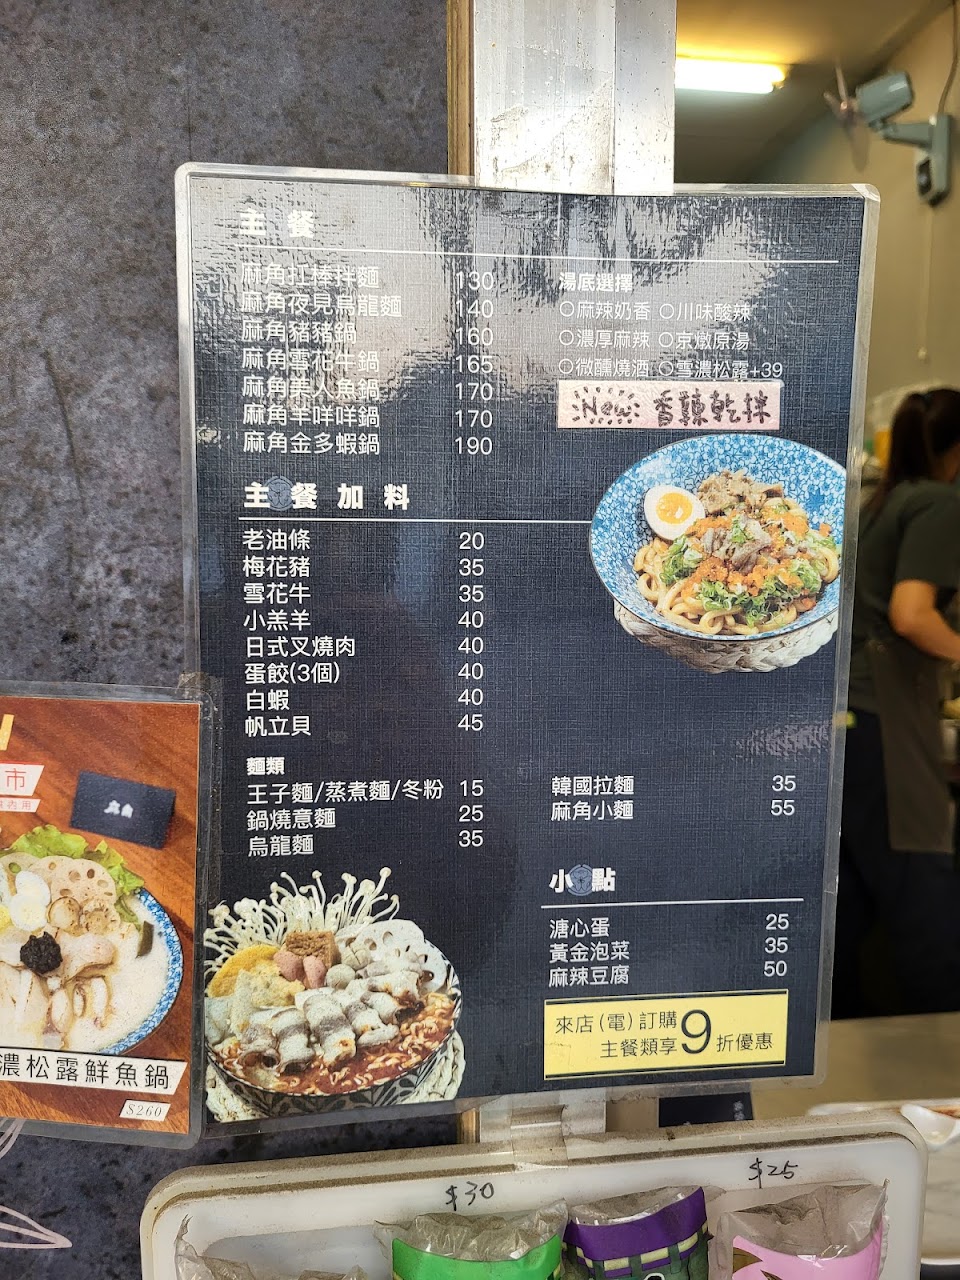 主餐
麻角扛棒拌麵 130
麻角夜見烏龍麵 140
麻角豬豬鍋 160
麻角雪花牛鍋 165
麻角美人魚鍋 170
麻角羊咩咩鍋 170
麻角金多蝦鍋 190
湯底選擇
○麻辣奶香 ○川味酸辣
○濃厚麻辣 ○京燉原湯
○微醺燒酒 ○雪濃松露+39
New 香辣乾拌
主餐加料
老油條 20
梅花豬 35
雪花牛 35
小羔羊 40
日式叉燒肉 40
蛋餃(3個) 40
白蝦 40
帆立貝 45
麵類
王子麵/蒸煮麵/冬粉 15
鍋燒意麵 25
烏龍麵 35
韓國拉麵 35
麻角小麵 55
小點
溏心蛋 25
黃金泡菜 35
麻辣豆腐 50
來店(電)訂購
主餐類享9折優惠
市
內用
濃松露鮮魚鍋
$260
$30
$25